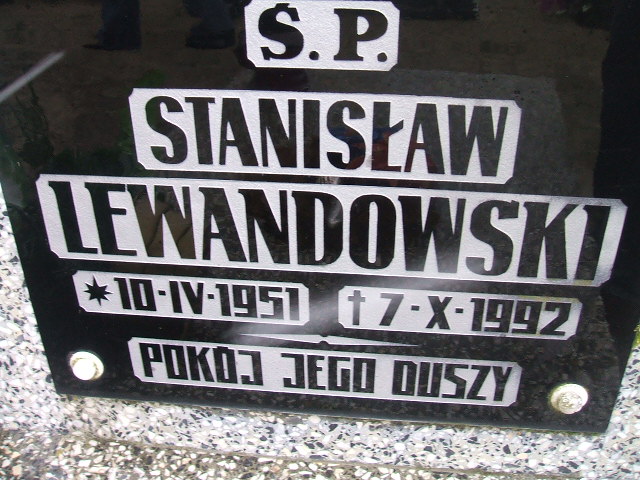 Ś.P.
STANISŁAW
LEWANDOWSKI
* 10-IV-1951 † 7-X-1992
POKÓJ JEGO DUSZY